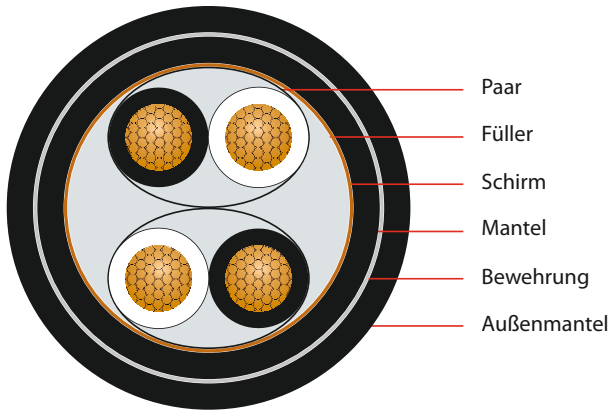 Paar
Füller
Schirm
Mantel
Bewehrung
Außenmantel